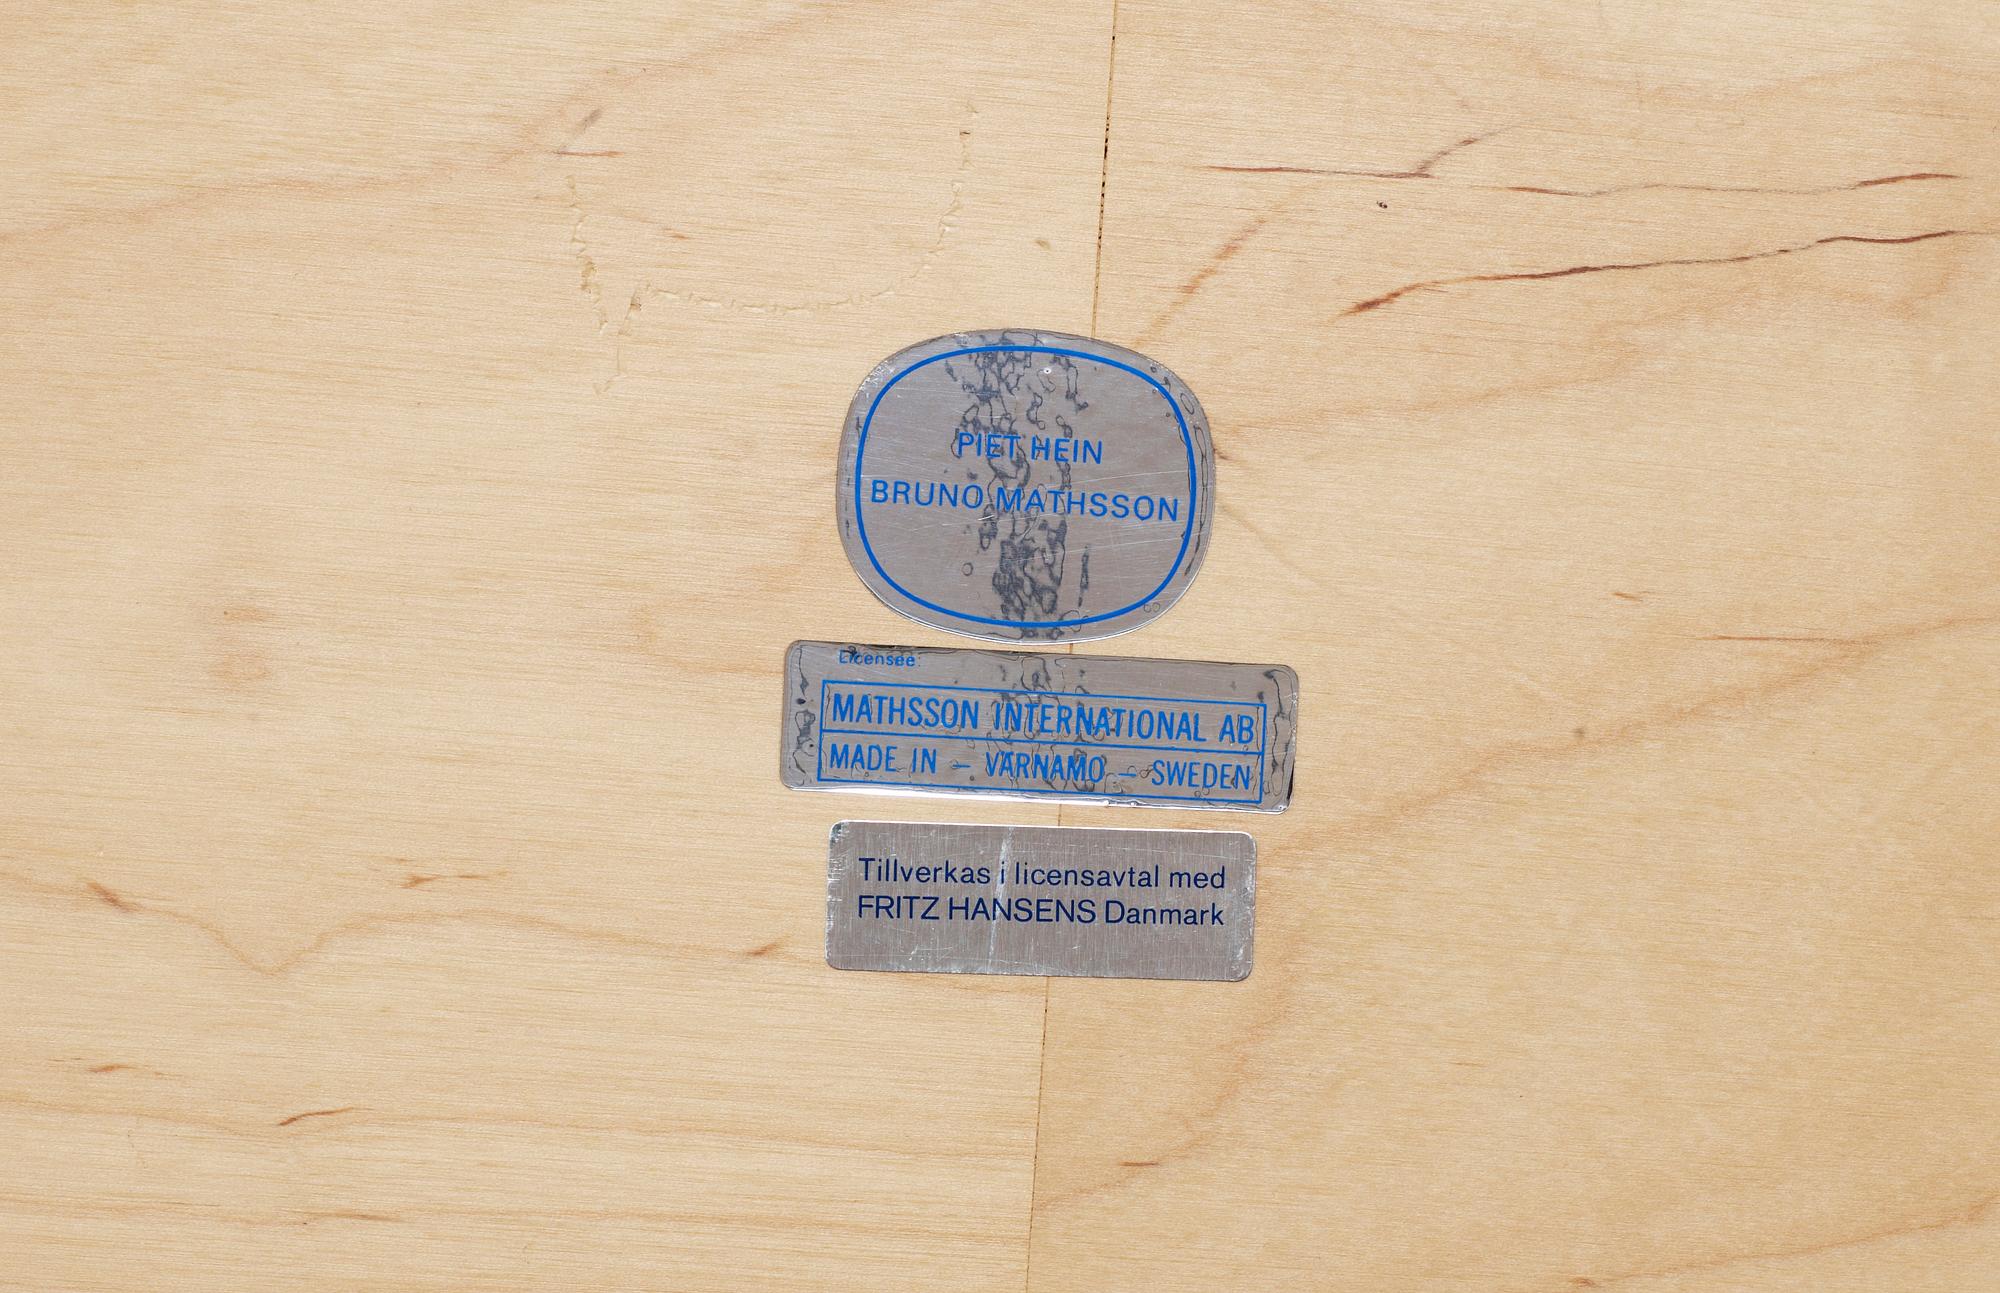 PIET HEIN
BRUNO MATHSSON
Licensee:
MATHSSON INTERNATIONAL AB
MADE IN – VÄRNAMO – SWEDEN
Tillverkas i licensavtal med
FRITZ HANSENS Danmark